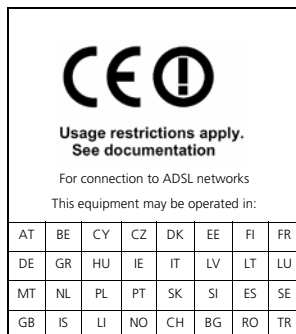 CE
Usage restrictions apply.
See documentation
For connection to ADSL networks
This equipment may be operated in:
AT BE CY CZ DK EE FI FR
DE GR HU IE IT LV LT LU
MT NL PL PT SK SI ES SE
GB IS LI NO CH BG RO TR